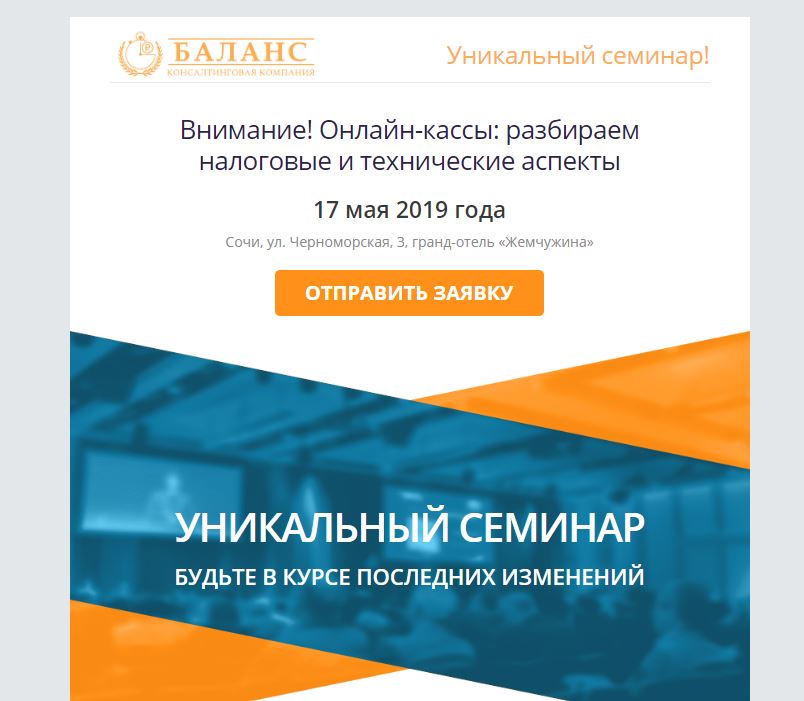 БАЛАНС
КОНСАЛТИНГОВАЯ КОМПАНИЯ
Уникальный семинар!
Внимание! Онлайн-кассы: разбираем
налоговые и технические аспекты
17 мая 2019 года
Сочи, ул. Черноморская, 3, гранд-отель «Жемчужина»
ОТПРАВИТЬ ЗАЯВКУ
УНИКАЛЬНЫЙ СЕМИНАР
БУДЬТЕ В КУРСЕ ПОСЛЕДНИХ ИЗМЕНЕНИЙ